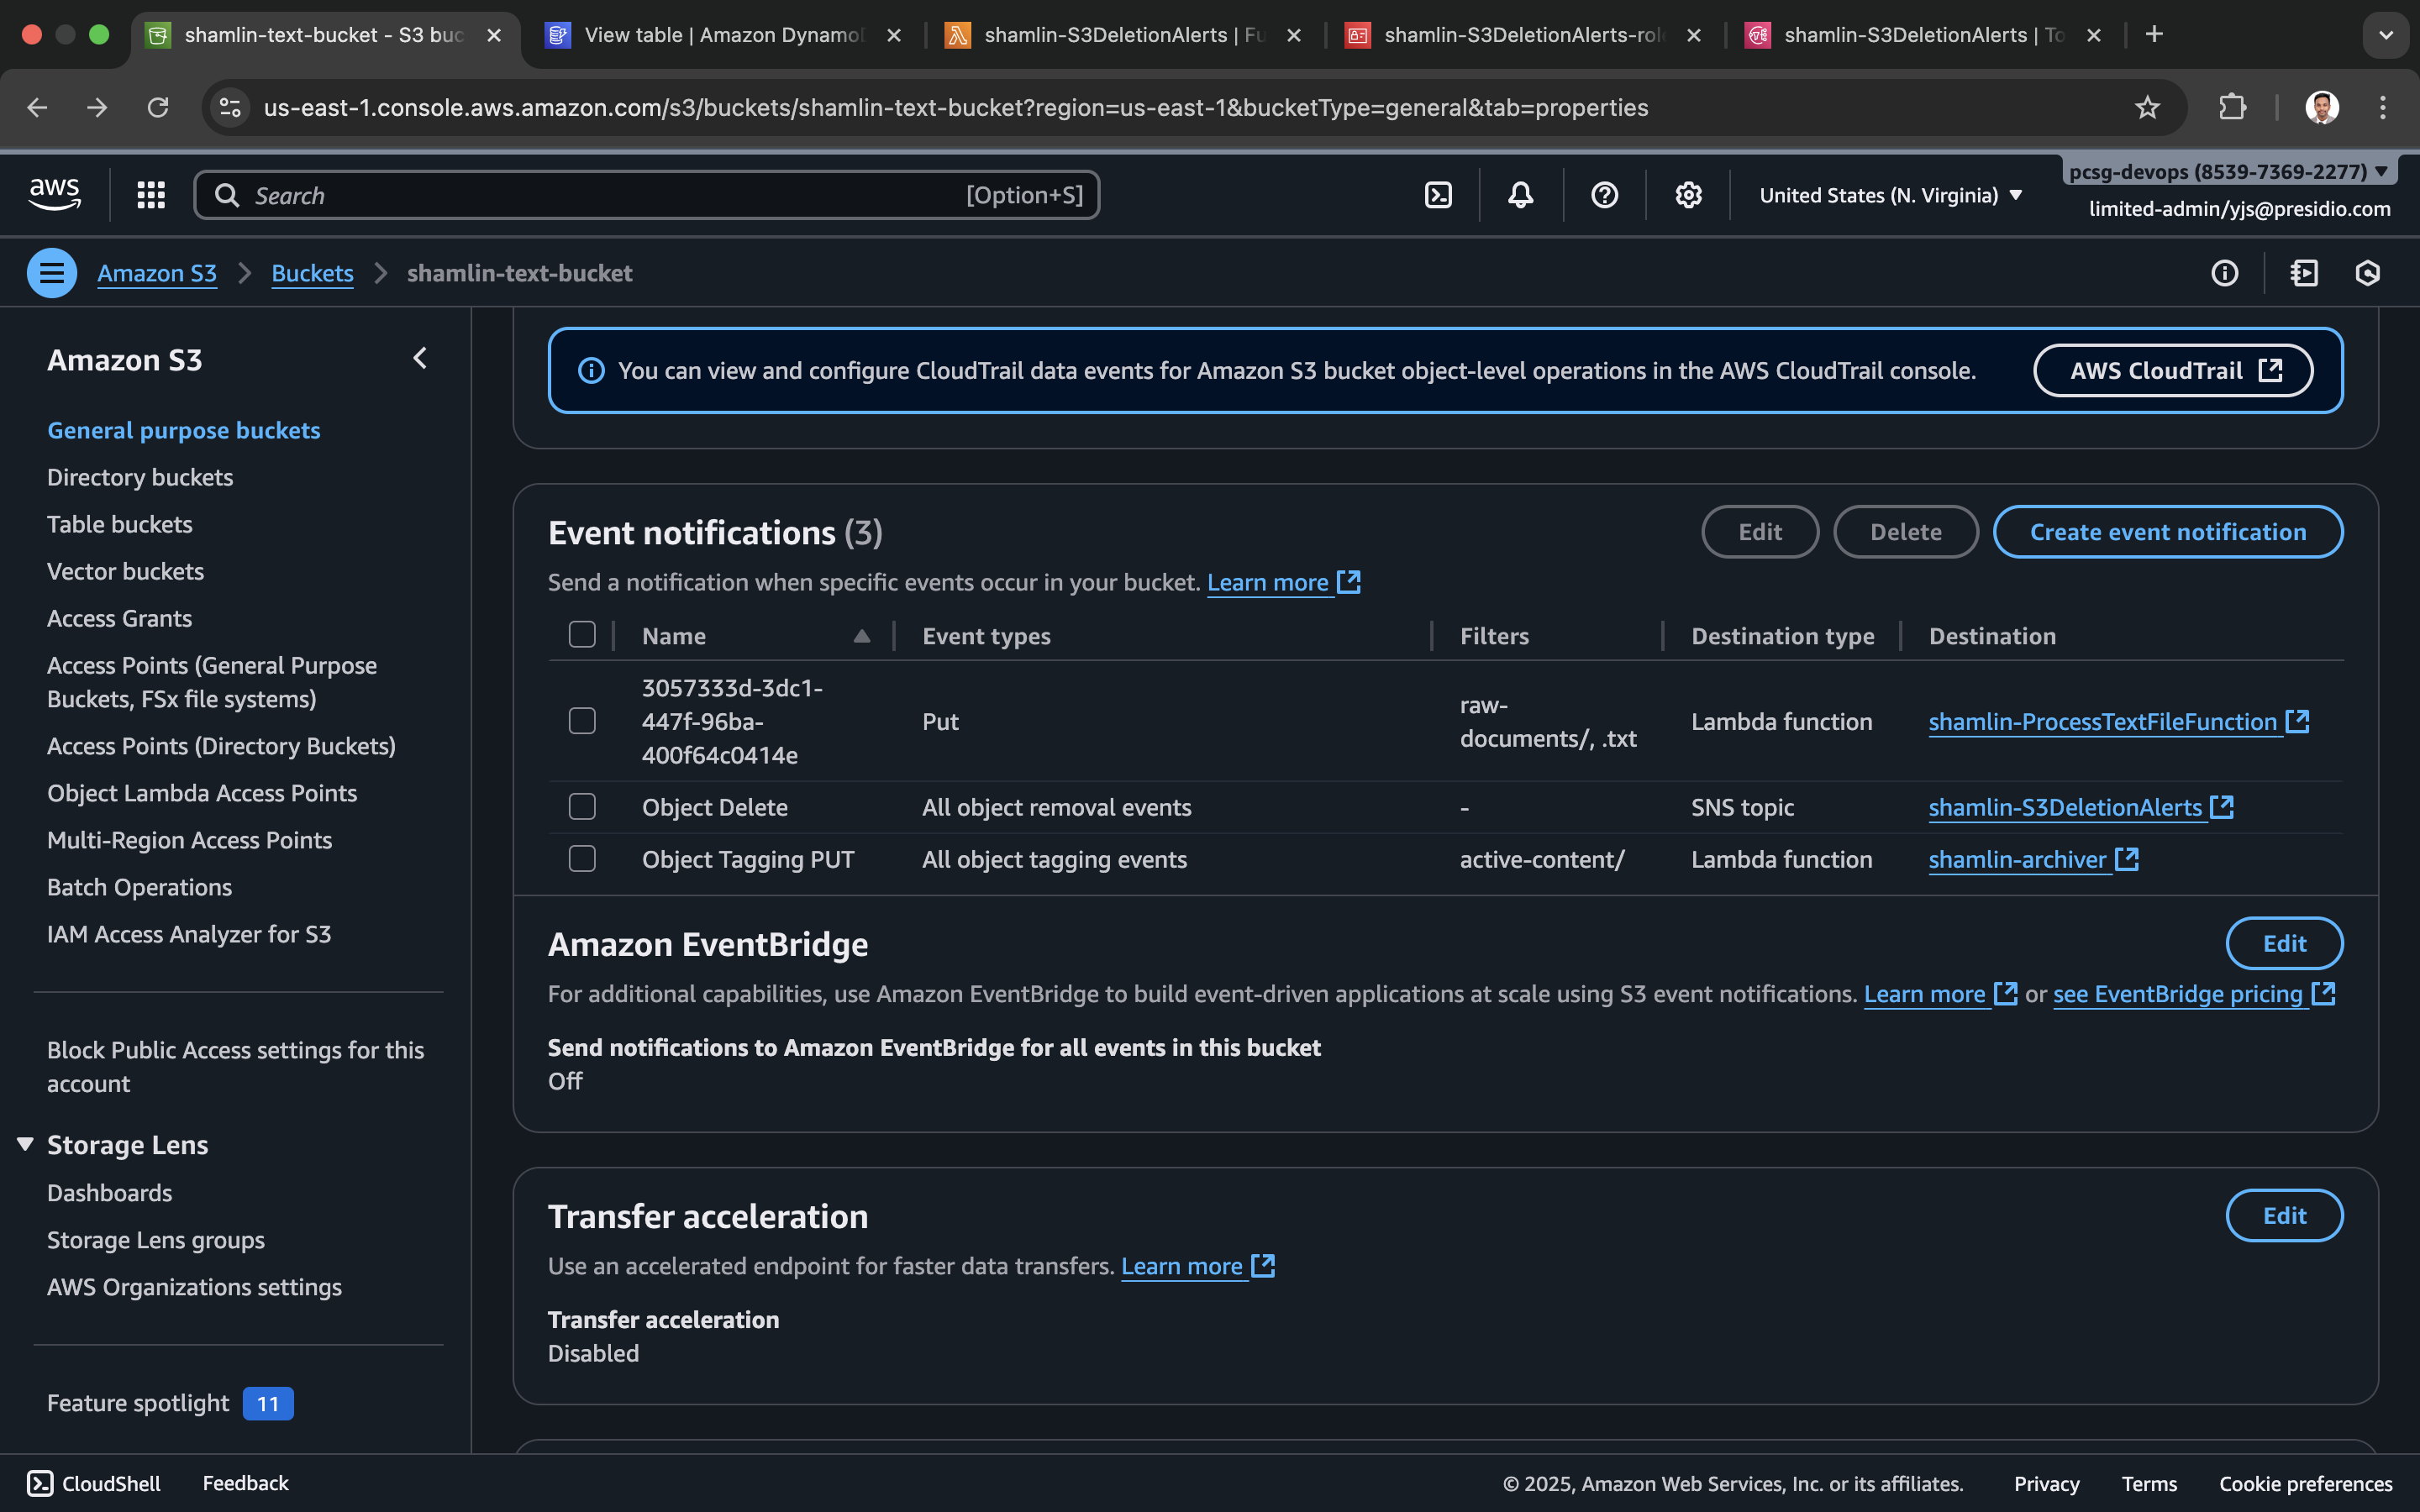 shamlin-text-bucket - S3 buc
View table | Amazon Dynamo
shamlin-S3DeletionAlerts | Fu
shamlin-S3DeletionAlerts-rol
shamlin-S3DeletionAlerts | To
us-east-1.console.aws.amazon.com/s3/buckets/shamlin-text-bucket?region=us-east-1&bucketType=general&tab=properties
aws
Search
[Option+S]
United States (N. Virginia)
pcsg-devops (8539-7369-2277)
limited-admin/yjs@presidio.com
Amazon S3
Buckets
shamlin-text-bucket
Amazon S3
General purpose buckets
Directory buckets
Table buckets
Vector buckets
Access Grants
Access Points (General Purpose
Buckets, FSx file systems)
Access Points (Directory Buckets)
Object Lambda Access Points
Multi-Region Access Points
Batch Operations
IAM Access Analyzer for S3
Block Public Access settings for this
account
Storage Lens
Dashboards
Storage Lens groups
AWS Organizations settings
Feature spotlight 11
You can view and configure CloudTrail data events for Amazon S3 bucket object-level operations in the AWS CloudTrail console.
AWS CloudTrail
Event notifications (3)
Edit
Delete
Create event notification
Send a notification when specific events occur in your bucket. Learn more
Name
Event types
Filters
Destination type
Destination
3057333d-3dc1-
447f-96ba-
400f64c0414e
Put
raw-
documents/, .txt
Lambda function
shamlin-ProcessTextFileFunction
Object Delete
All object removal events
-
SNS topic
shamlin-S3DeletionAlerts
Object Tagging PUT
All object tagging events
active-content/
Lambda function
shamlin-archiver
Amazon EventBridge
Edit
For additional capabilities, use Amazon EventBridge to build event-driven applications at scale using S3 event notifications. Learn more or see EventBridge pricing
Send notifications to Amazon EventBridge for all events in this bucket
Off
Transfer acceleration
Edit
Use an accelerated endpoint for faster data transfers. Learn more
Transfer acceleration
Disabled
CloudShell
Feedback
© 2025, Amazon Web Services, Inc. or its affiliates.
Privacy
Terms
Cookie preferences